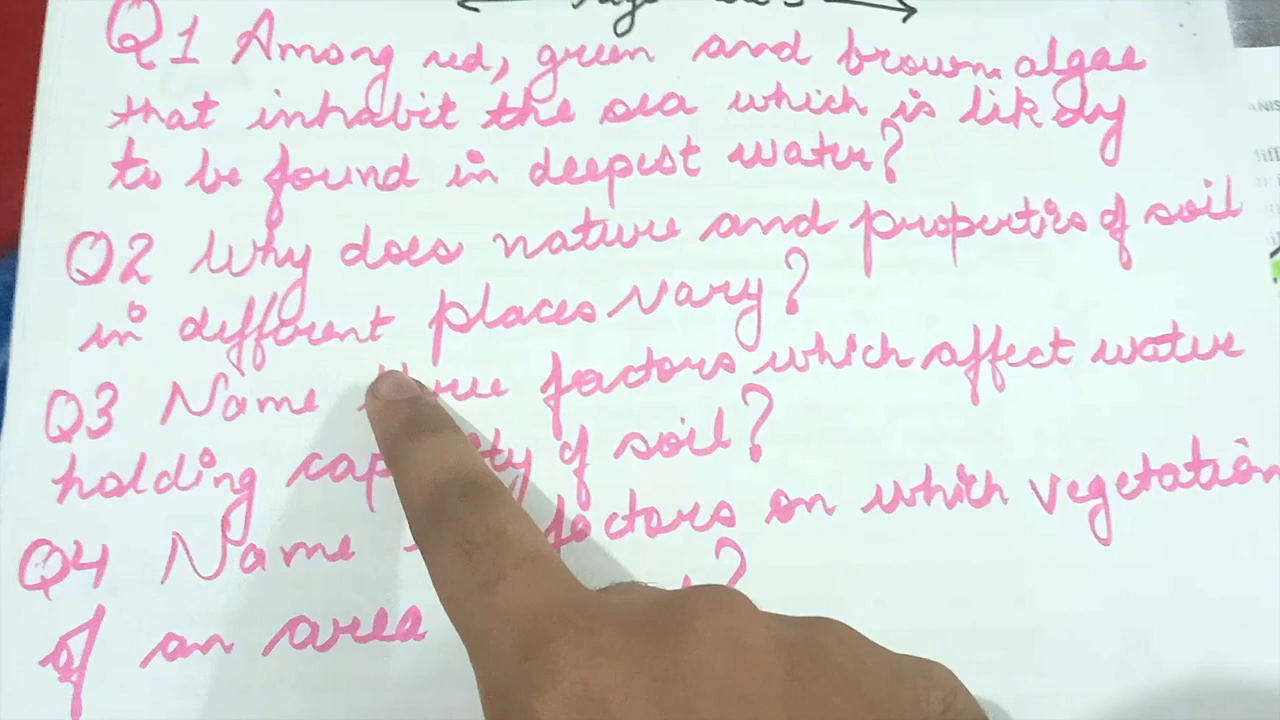 Q1 Among red, green and brown algae
that inhabit the sea which is likely
to be found in deepest water?
Q2 Why does nature and properties of soil
in different places vary?
Q3 Name three factors which affect water
holding capacity of soil?
Q4 Name factors on which vegetation
of an area